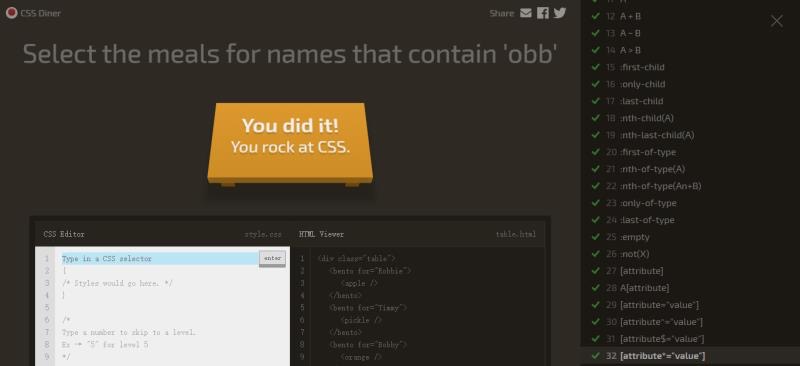 CSS Diner
Share
Select the meals for names that contain 'obb'
You did it!
You rock at CSS.
CSS Editor
style.css
HTML Viewer
table.html
1
2
3
4
5
6
7
8
9
Type in a CSS selector
enter
{
/* Styles would go here. */
}
/*
Type a number to skip to a level.
Ex → "5" for level 5
*/
1 <div class="table">
2 <bento for="Robbie">
3 <apple />
4 </bento>
5 <bento for="Timmy">
6 <pickle />
7 </bento>
8 <bento for="Bobby">
9 <orange />
12 A + B
13 A ~ B
14 A > B
15 :first-child
16 :only-child
17 :last-child
18 :nth-child(A)
19 :nth-last-child(A)
20 :first-of-type
21 :nth-of-type(A)
22 :nth-of-type(An+B)
23 :only-of-type
24 :last-of-type
25 :empty
26 :not(X)
27 [attribute]
28 A[attribute]
29 [attribute="value"]
30 [attribute^="value"]
31 [attribute$="value"]
32 [attribute*="value"]